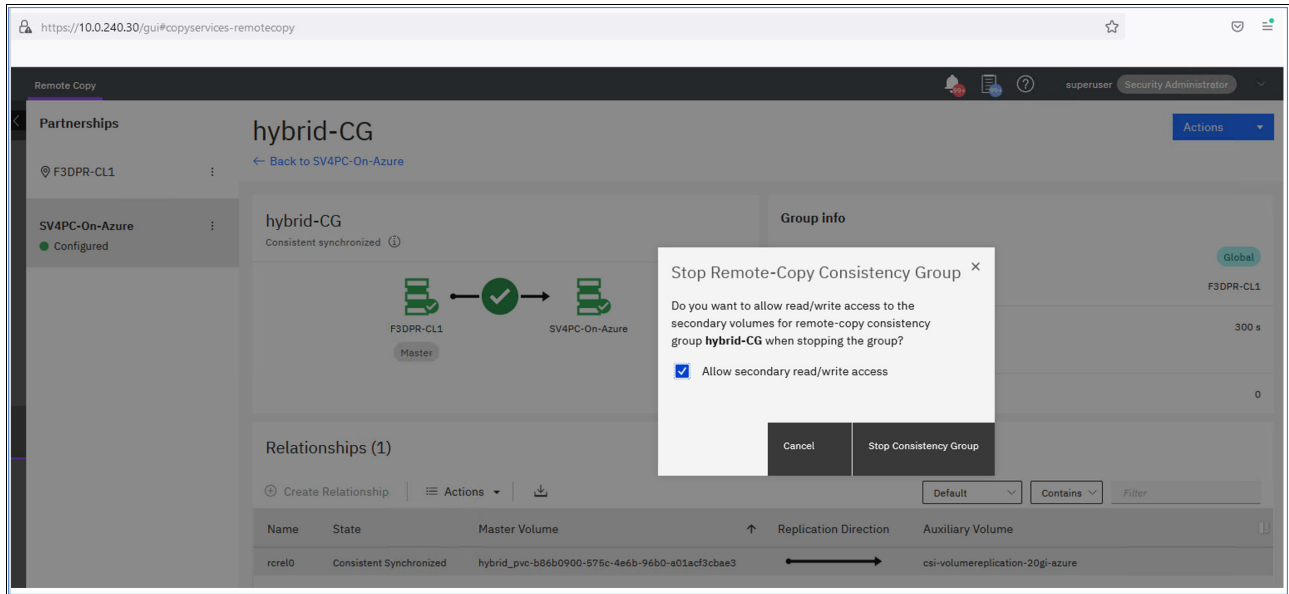 https://10.0.240.30/gui#copyservices-remotecopy
Remote Copy
99+
99+
superuser
Security Administrator
Partnerships
F3DPR-CL1
SV4PC-On-Azure
Configured
hybrid-CG
← Back to SV4PC-On-Azure
Actions
hybrid-CG
Consistent synchronized
F3DPR-CL1
Master
SV4PC-On-Azure
Group info
Global
F3DPR-CL1
300 s
0
Stop Remote-Copy Consistency Group
Do you want to allow read/write access to the
secondary volumes for remote-copy consistency
group hybrid-CG when stopping the group?
Allow secondary read/write access
Cancel
Stop Consistency Group
Relationships (1)
Create Relationship
Actions
Default
Contains
Filter
Name State Master Volume Replication Direction Auxiliary Volume
rcrel0 Consistent Synchronized hybrid_pvc-b86b0900-575c-4e6b-96b0-a01acf3cbae3 csi-volumereplication-20gi-azure